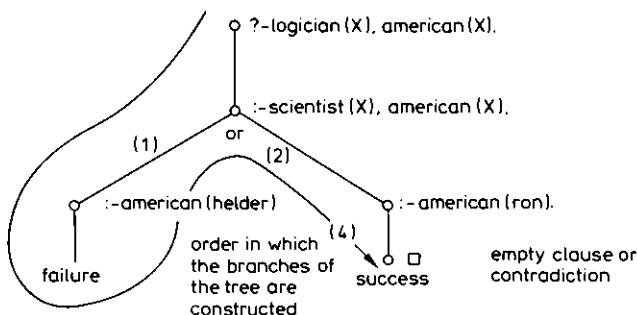 ?-logician(X), american(X).
:-scientist(X), american(X).
or
(1)
(2)
:-american(helder)
:-american(ron).
(4)
failure
order in which
the branches of
the tree are
constructed
success
empty clause or
contradiction